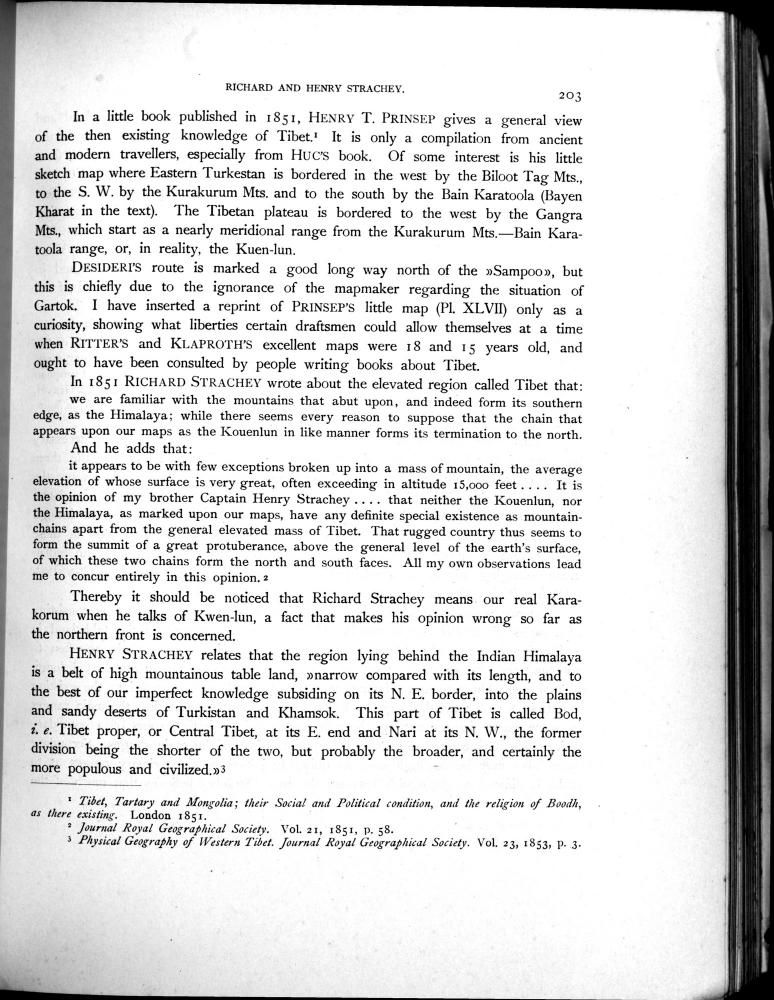 RICHARD AND HENRY STRACHEY.
203
In a little book published in 1851, HENRY T. PRINSEP gives a general view
of the then existing knowledge of Tibet.¹ It is only a compilation from ancient
and modern travellers, especially from HUC'S book. Of some interest is his little
sketch map where Eastern Turkestan is bordered in the west by the Biloot Tag Mts.,
to the S. W. by the Kurakurum Mts. and to the south by the Bain Karatoola (Bayen
Kharat in the text). The Tibetan plateau is bordered to the west by the Gangra
Mts., which start as a nearly meridional range from the Kurakurum Mts.—Bain Kara-
toola range, or, in reality, the Kuen-lun.
DESIDERI'S route is marked a good long way north of the »Sampoo», but
this is chiefly due to the ignorance of the mapmaker regarding the situation of
Gartok. I have inserted a reprint of PRINSEP'S little map (Pl. XLVII) only as a
curiosity, showing what liberties certain draftsmen could allow themselves at a time
when RITTER'S and KLAPROTH'S excellent maps were 18 and 15 years old, and
ought to have been consulted by people writing books about Tibet.
In 1851 RICHARD STRACHEY wrote about the elevated region called Tibet that:
we are familiar with the mountains that abut upon, and indeed form its southern
edge, as the Himalaya; while there seems every reason to suppose that the chain that
appears upon our maps as the Kouenlun in like manner forms its termination to the north.
And he adds that:
it appears to be with few exceptions broken up into a mass of mountain, the average
elevation of whose surface is very great, often exceeding in altitude 15,000 feet .... It is
the opinion of my brother Captain Henry Strachey .... that neither the Kouenlun, nor
the Himalaya, as marked upon our maps, have any definite special existence as mountain-
chains apart from the general elevated mass of Tibet. That rugged country thus seems to
form the summit of a great protuberance, above the general level of the earth's surface,
of which these two chains form the north and south faces. All my own observations lead
me to concur entirely in this opinion. ²
Thereby it should be noticed that Richard Strachey means our real Kara-
korum when he talks of Kwen-lun, a fact that makes his opinion wrong so far as
the northern front is concerned.
HENRY STRACHEY relates that the region lying behind the Indian Himalaya
is a belt of high mountainous table land, »narrow compared with its length, and to
the best of our imperfect knowledge subsiding on its N. E. border, into the plains
and sandy deserts of Turkistan and Khamsok. This part of Tibet is called Bod,
i. e. Tibet proper, or Central Tibet, at its E. end and Nari at its N. W., the former
division being the shorter of the two, but probably the broader, and certainly the
more populous and civilized.»³
¹ Tibet, Tartary and Mongolia; their Social and Political condition, and the religion of Boodh,
as there existing. London 1851.
² Journal Royal Geographical Society. Vol. 21, 1851, p. 58.
³ Physical Geography of Western Tibet. Journal Royal Geographical Society. Vol. 23, 1853, p. 3.